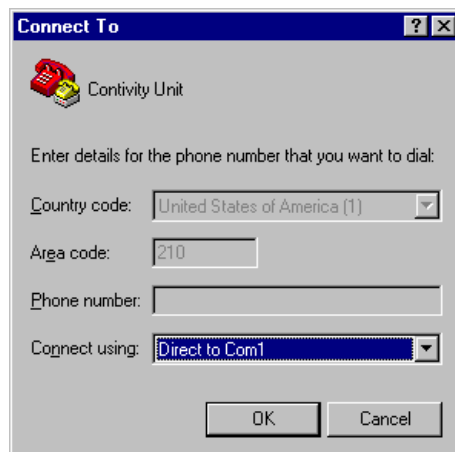 Connect To
Contivity Unit
Enter details for the phone number that you want to dial:
Country code: United States of America (1)
Area code: 210
Phone number:
Connect using: Direct to Com1
OK Cancel